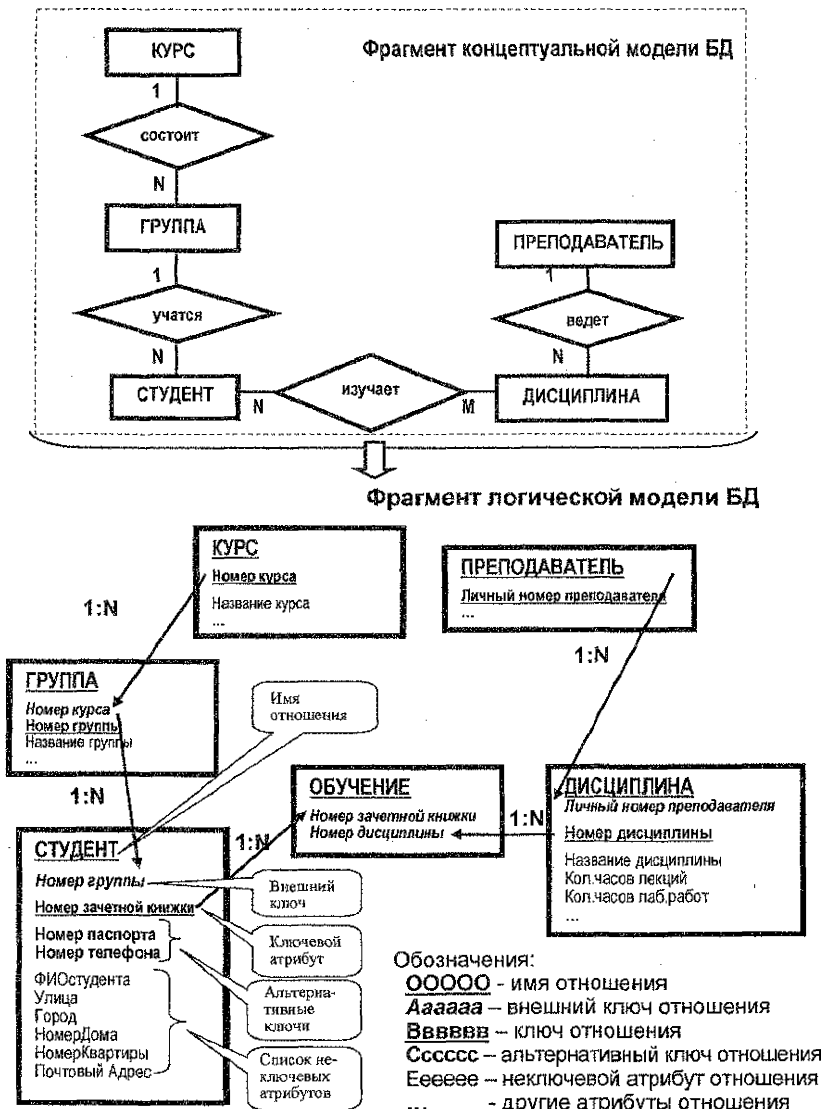 Фрагмент концептуальной модели БД
КУРС
1
состоит
N
ГРУППА
1
учатся
N
СТУДЕНТ
N
изучает
M
ДИСЦИПЛИНА
N
ведет
1
ПРЕПОДАВАТЕЛЬ
Фрагмент логической модели БД
КУРС
Номер курса
Название курса
...
ПРЕПОДАВАТЕЛЬ
Личный номер преподавателя
...
1:N
1:N
ГРУППА
Номер курса
Номер группы
Название группы
...
Имя
отношения
1:N
ОБУЧЕНИЕ
Номер зачетной книжки
Номер дисциплины
1:N
1:N
ДИСЦИПЛИНА
Личный номер преподавателя
Номер дисциплины
Название дисциплины
Кол.часов лекций
Кол.часов лаб.работ
...
СТУДЕНТ
Номер группы
Номер зачетной книжки
Номер паспорта
Номер телефона
ФИОстудента
Улица
Город
НомерДома
НомерКвартиры
Почтовый Адрес
Внешний
ключ
Ключевой
атрибут
Альтерна-
тивные
ключи
Список не-
ключевых
атрибутов
Обозначения:
ООООО - имя отношения
Аааааа – внешний ключ отношения
Вввввв – ключ отношения
Сссссс – альтернативный ключ отношения
Ееееее – неключевой атрибут отношения
... - другие атрибуты отношения